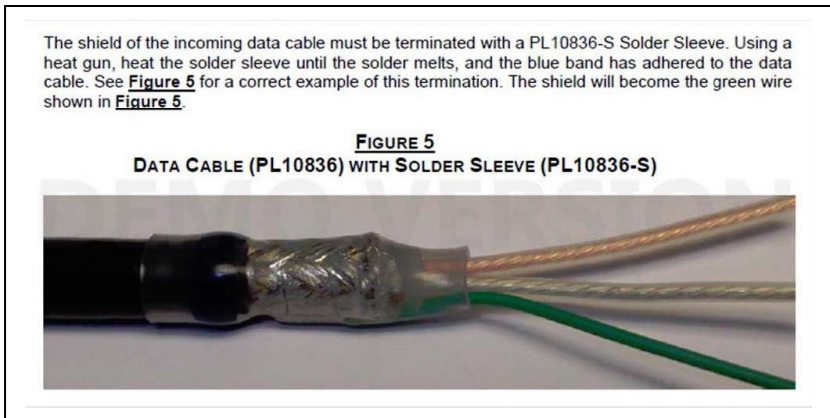 The shield of the incoming data cable must be terminated with a PL10836-S Solder Sleeve. Using a
heat gun, heat the solder sleeve until the solder melts, and the blue band has adhered to the data
cable. See Figure 5 for a correct example of this termination. The shield will become the green wire
shown in Figure 5.
FIGURE 5
DATA CABLE (PL10836) WITH SOLDER SLEEVE (PL10836-S)
DEMO VERSION